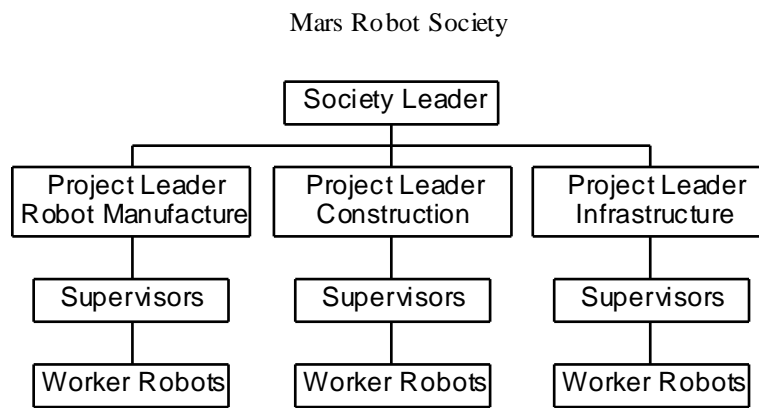 Mars Robot Society
Society Leader
Project Leader
Robot Manufacture
Project Leader
Construction
Project Leader
Infrastructure
Supervisors
Supervisors
Supervisors
Worker Robots
Worker Robots
Worker Robots